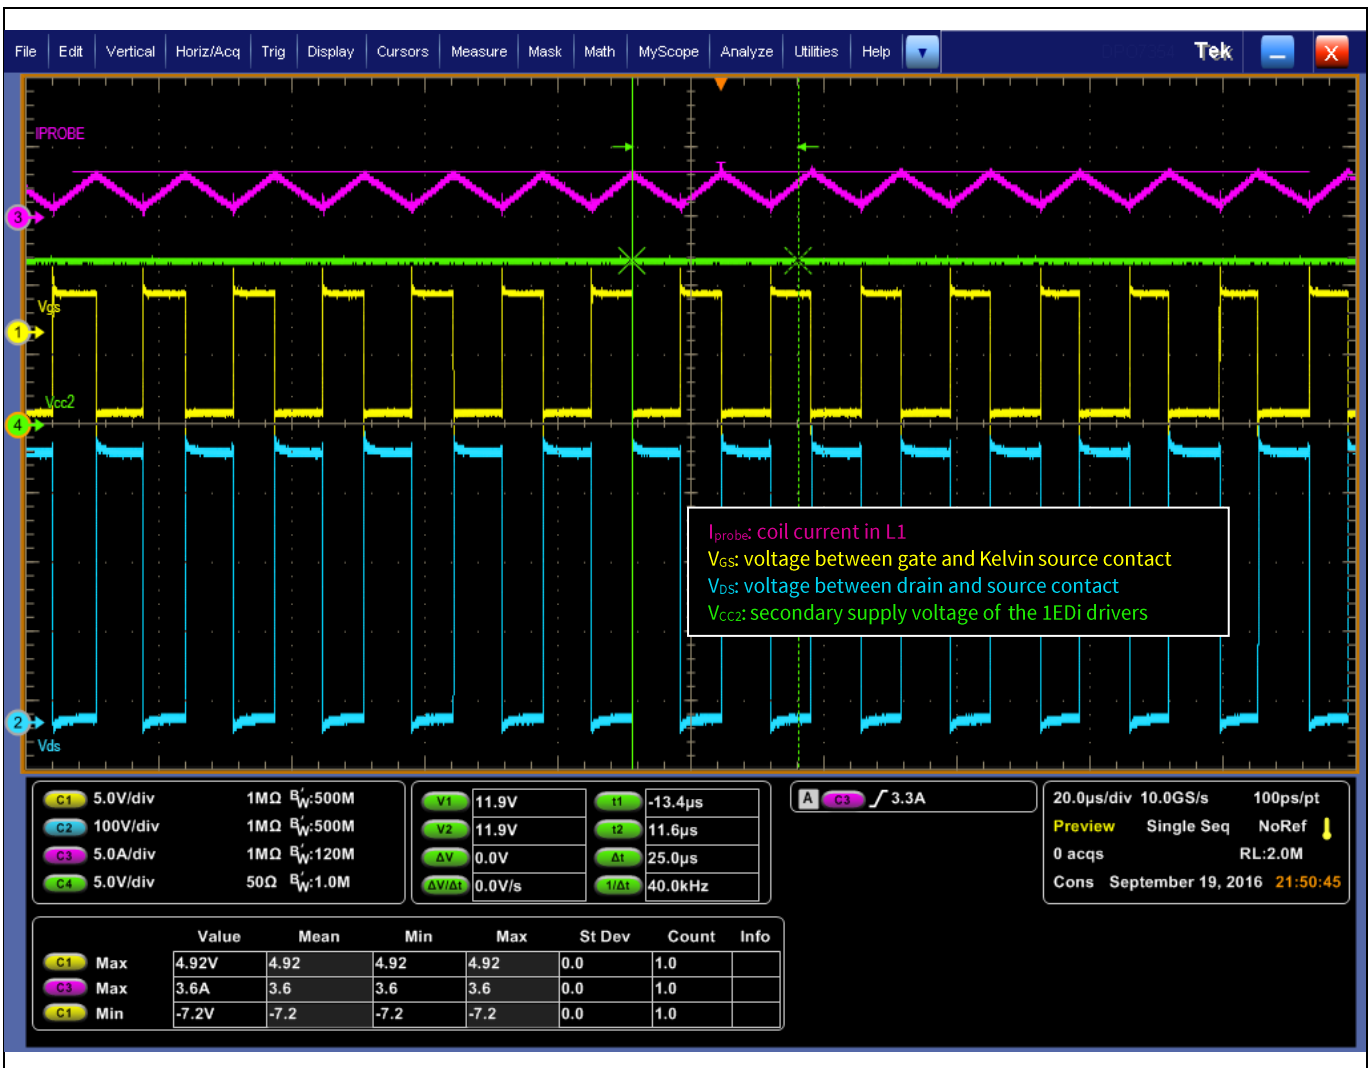 File Edit Vertical Horiz/Acq Trig Display Cursors Measure Mask Math MyScope Analyze Utilities Help Tek X
IPROBE
T
3
Vgs
1
Vcc2
4
Iprobe: coil current in L1
VGS: voltage between gate and Kelvin source contact
VDS: voltage between drain and source contact
VCC2: secondary supply voltage of the 1EDi drivers
2
Vds
C1 5.0V/div 1MΩ BW:500M
C2 100V/div 1MΩ BW:500M
C3 5.0A/div 1MΩ BW:120M
C4 5.0V/div 50Ω BW:1.0M
V1 11.9V t1 -13.4µs
V2 11.9V t2 11.6µs
ΔV 0.0V Δt 25.0µs
ΔV/Δt 0.0V/s 1/Δt 40.0kHz
A C3 3.3A
20.0µs/div 10.0GS/s 100ps/pt
Preview Single Seq NoRef
0 acqs RL:2.0M
Cons September 19, 2016 21:50:45
Value Mean Min Max St Dev Count Info
C1 Max 4.92V 4.92 4.92 4.92 0.0 1.0
C3 Max 3.6A 3.6 3.6 3.6 0.0 1.0
C1 Min -7.2V -7.2 -7.2 -7.2 0.0 1.0